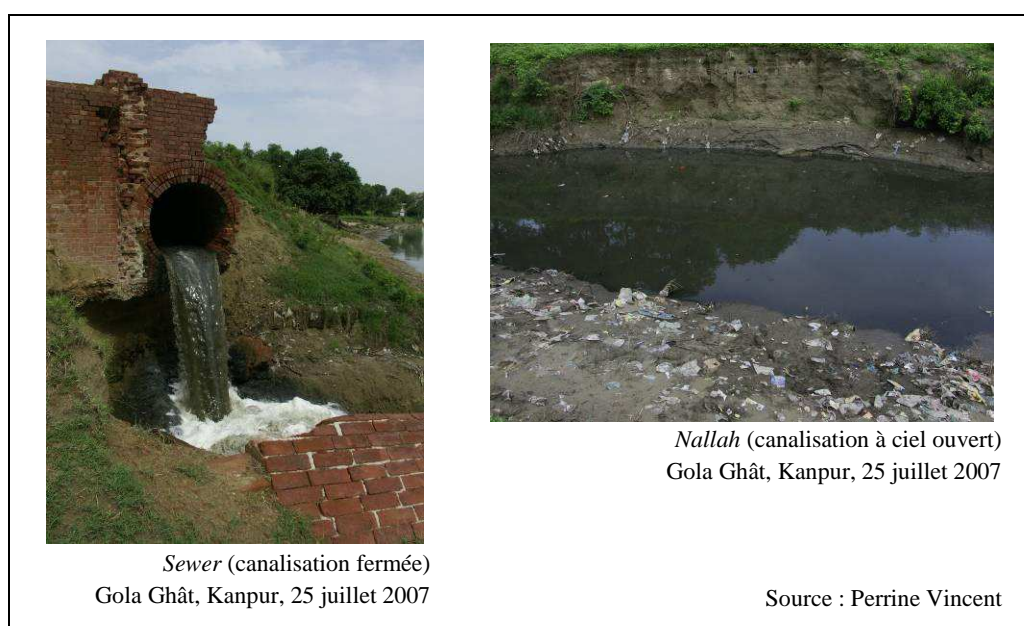 Sewer (canalisation fermée)
Gola Ghât, Kanpur, 25 juillet 2007
Nallah (canalisation à ciel ouvert)
Gola Ghât, Kanpur, 25 juillet 2007
Source : Perrine Vincent